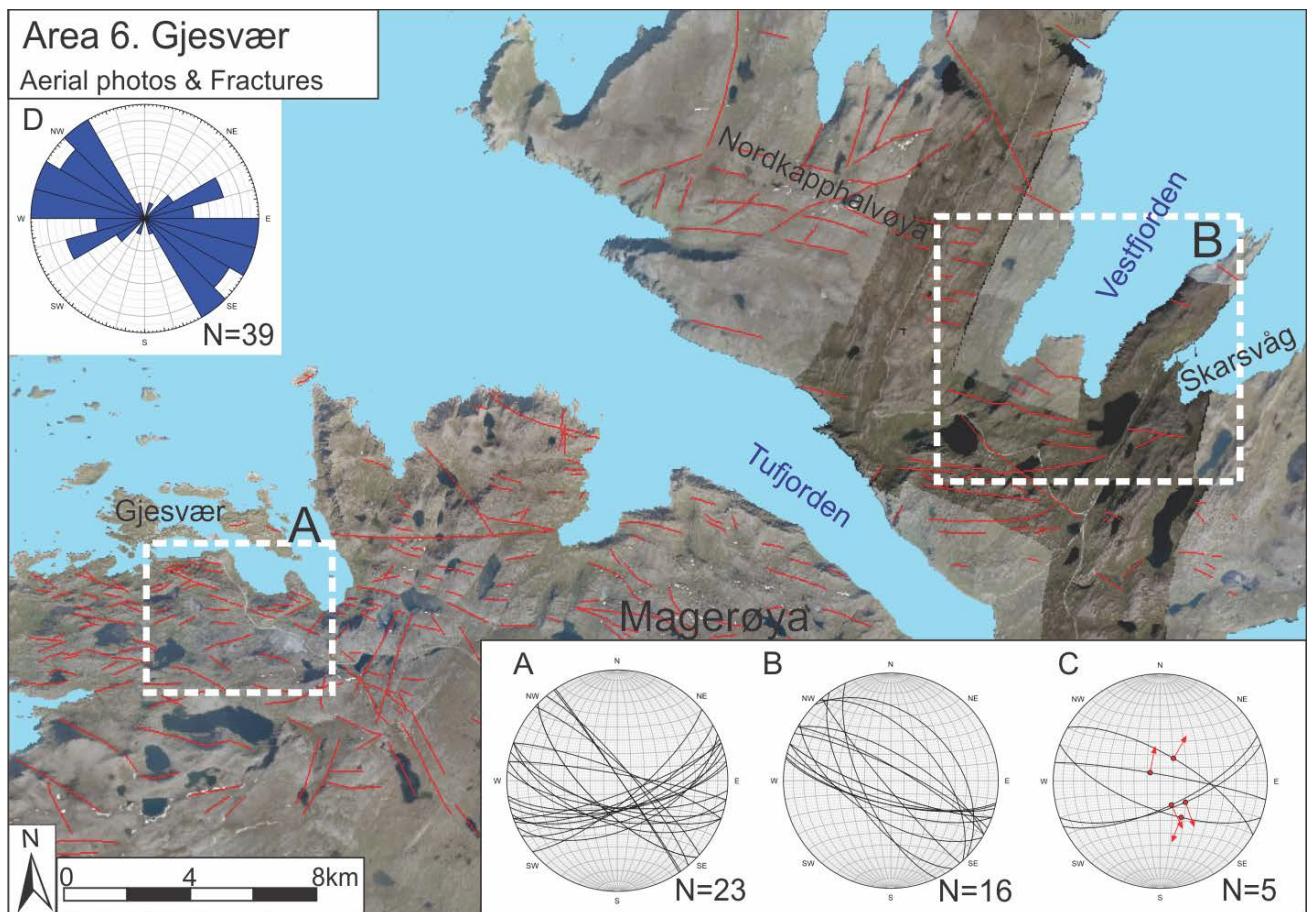 Area 6. Gjesvær
Aerial photos & Fractures
D
NW
NE
W
E
SW
SE
S
N=39
Nordkapphalvøya
Vestfjorden
B
Skarsvåg
Tufjorden
Gjesvær
A
Magerøya
A
N
NW
NE
W
E
SW
SE
S
N=23
B
N
NW
NE
W
E
SW
SE
S
N=16
C
N
NW
NE
W
E
SW
SE
S
N=5
N
0 4 8km